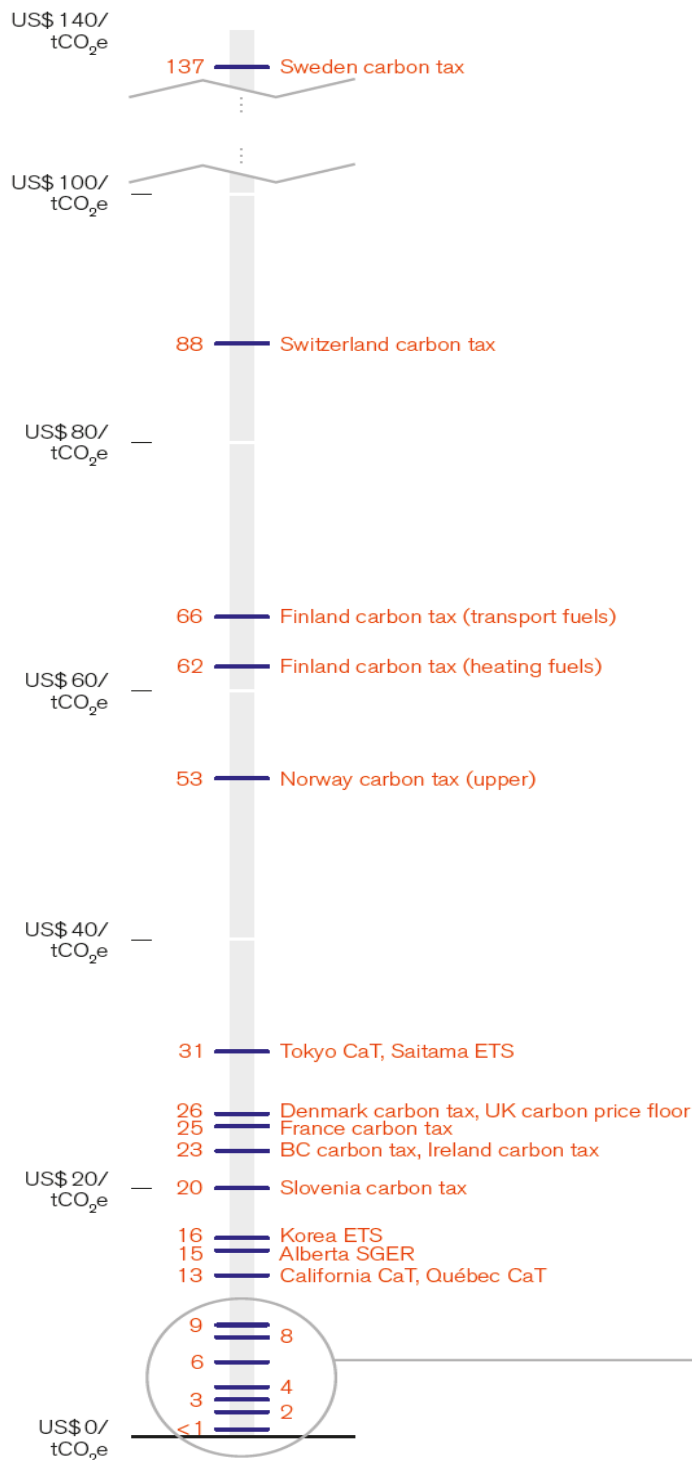 US$ 140/
tCO₂e
137 Sweden carbon tax
US$ 100/
tCO₂e
88 Switzerland carbon tax
US$ 80/
tCO₂e
66 Finland carbon tax (transport fuels)
62 Finland carbon tax (heating fuels)
US$ 60/
tCO₂e
53 Norway carbon tax (upper)
US$ 40/
tCO₂e
31 Tokyo CaT, Saitama ETS
26 Denmark carbon tax, UK carbon price floor
25 France carbon tax
23 BC carbon tax, Ireland carbon tax
US$ 20/
tCO₂e
20 Slovenia carbon tax
16 Korea ETS
15 Alberta SGER
13 California CaT, Québec CaT
9
8
6
4
3
2
<1
US$ 0/
tCO₂e